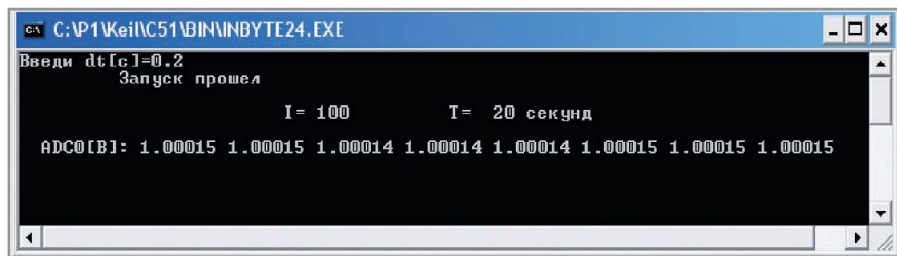 C:\P1\Keil\C51\BIN\INBYTE24.EXE
Введи dt[c]=0.2
Запуск прошел
I= 100 T= 20 секунд
ADC0[B]: 1.00015 1.00015 1.00014 1.00014 1.00014 1.00015 1.00015 1.00015